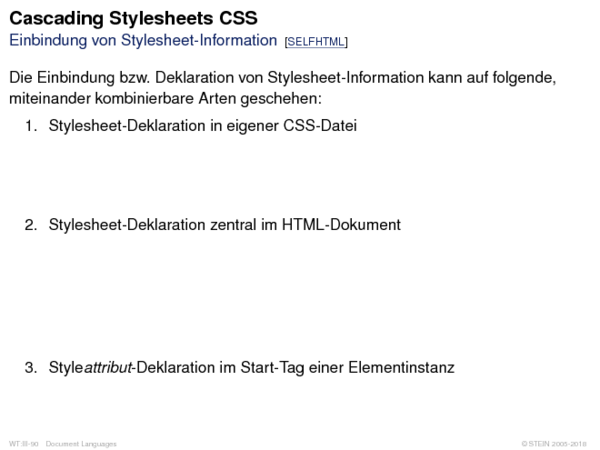 Cascading Stylesheets CSS
Einbindung von Stylesheet-Information [SELFHTML]
Die Einbindung bzw. Deklaration von Stylesheet-Information kann auf folgende,
miteinander kombinierbare Arten geschehen:
1. Stylesheet-Deklaration in eigener CSS-Datei
2. Stylesheet-Deklaration zentral im HTML-Dokument
3. Styleattribut-Deklaration im Start-Tag einer Elementinstanz
WT:III-90 Document Languages © STEIN 2005-2018